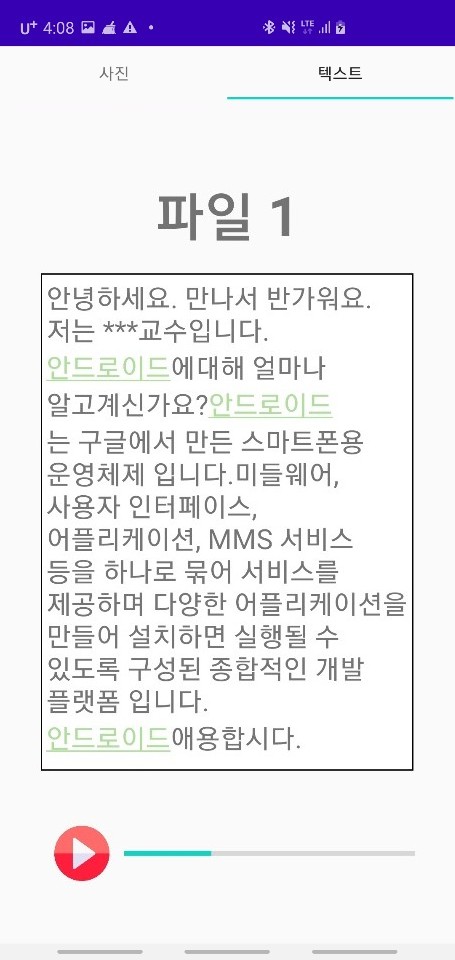 U+ 4:08 LTE
사진 텍스트
파일 1
안녕하세요. 만나서 반가워요.
저는 ***교수입니다.
안드로이드에대해 얼마나
알고계신가요?안드로이드
는 구글에서 만든 스마트폰용
운영체제 입니다.미들웨어,
사용자 인터페이스,
어플리케이션, MMS 서비스
등을 하나로 묶어 서비스를
제공하며 다양한 어플리케이션을
만들어 설치하면 실행될 수
있도록 구성된 종합적인 개발
플랫폼 입니다.
안드로이드애용합시다.